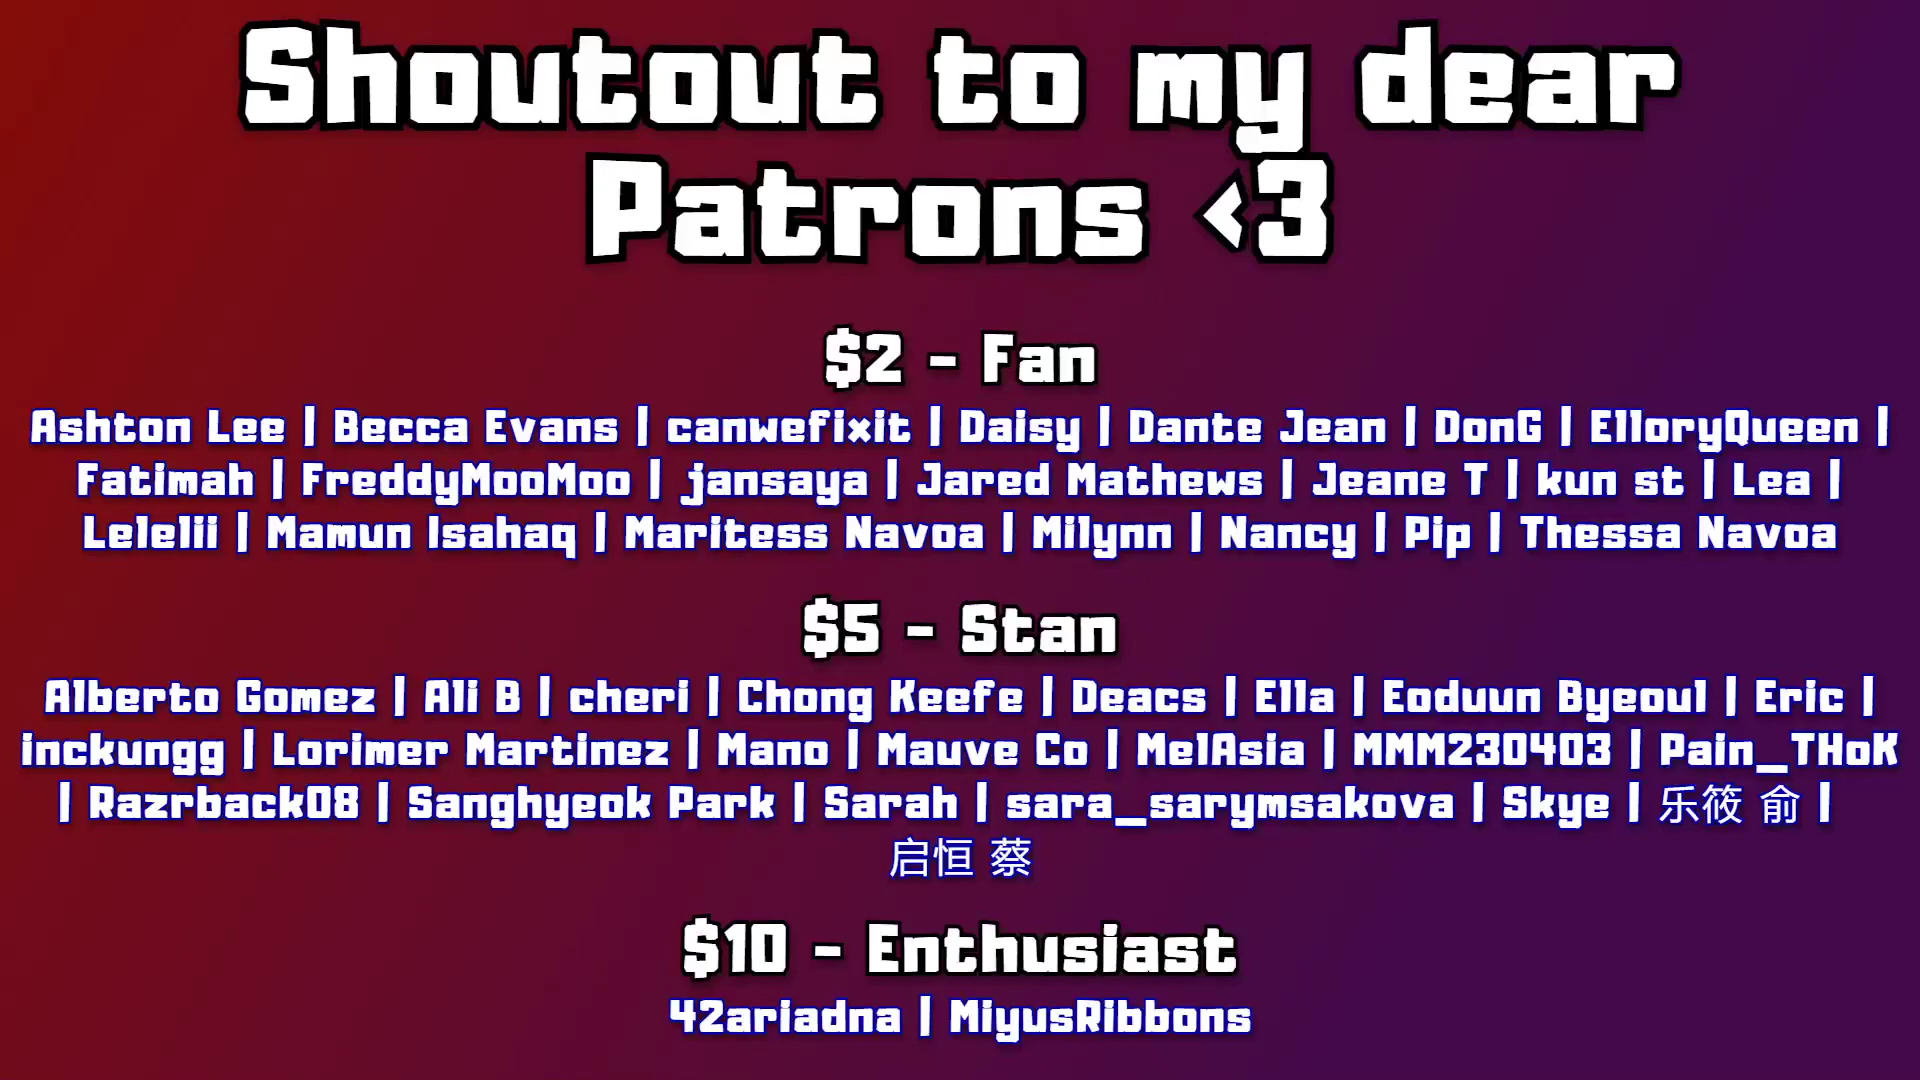 Shoutout to my dear
Patrons <3
$2 - Fan
Ashton Lee | Becca Evans | canwefixit | Daisy | Dante Jean | DonG | ElloryQueen |
Fatimah | FreddyMooMoo | jansaya | Jared Mathews | Jeane T | kun st | Lea |
Lelelii | Mamun Isahaq | Maritess Navoa | Milynn | Nancy | Pip | Thessa Navoa
$5 - Stan
Alberto Gomez | Ali B | cheri | Chong Keefe | Deacs | Ella | Eoduun Byeoul | Eric |
inckungg | Lorimer Martinez | Mano | Mauve Co | MelAsia | MMM230403 | Pain_THoK
| Razrback08 | Sanghyeok Park | Sarah | sara_sarymsakova | Skye | 乐筱 俞 |
启恒 蔡
$10 - Enthusiast
42ariadna | MiyusRibbons